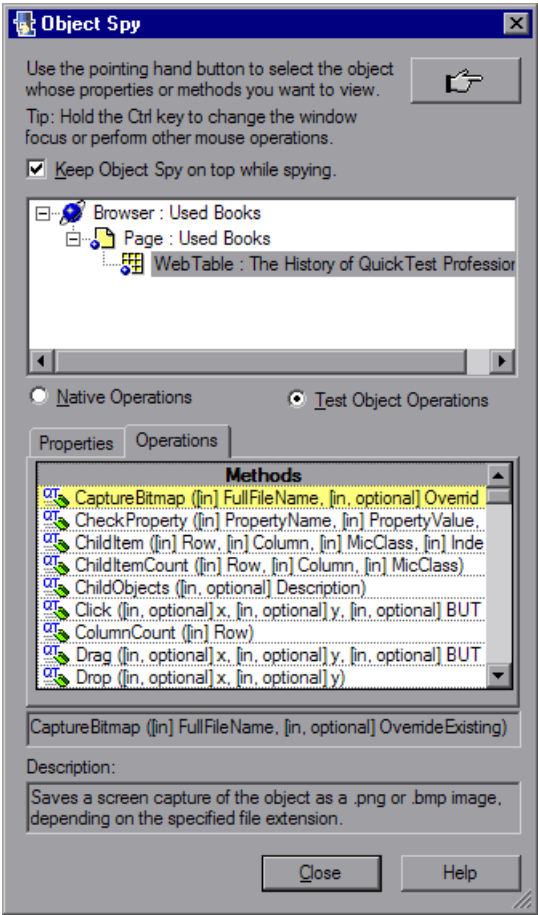 Object Spy
Use the pointing hand button to select the object
whose properties or methods you want to view.
Tip: Hold the Ctrl key to change the window
focus or perform other mouse operations.
Keep Object Spy on top while spying.
Browser : Used Books
Page : Used Books
WebTable : The History of QuickTest Profession
Native Operations
Test Object Operations
Properties
Operations
Methods
CaptureBitmap ([in] FullFileName, [in, optional] Overrid
CheckProperty ([in] PropertyName, [in] PropertyValue,
ChildItem ([in] Row, [in] Column, [in] MicClass, [in] Inde
ChildItemCount ([in] Row, [in] Column, [in] MicClass)
ChildObjects ([in, optional] Description)
Click ([in, optional] x, [in, optional] y, [in, optional] BUT
ColumnCount ([in] Row)
Drag ([in, optional] x, [in, optional] y, [in, optional] BUT
Drop ([in, optional] x, [in, optional] y)
CaptureBitmap ([in] FullFileName, [in, optional] OverrideExisting)
Description:
Saves a screen capture of the object as a .png or .bmp image,
depending on the specified file extension.
Close
Help